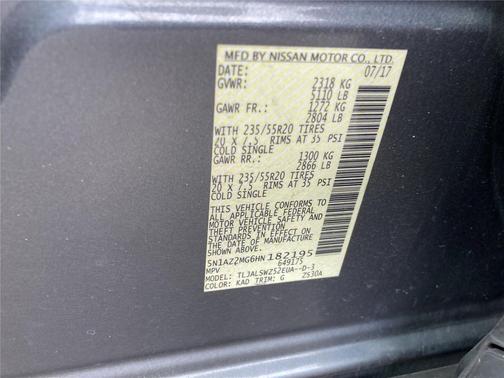 MFD BY NISSAN MOTOR CO., LTD.
DATE: 07/17
GVWR: 2318 KG
5110 LB
GAWR FR.: 1272 KG
2804 LB
WITH 235/55R20 TIRES
20 X 7.5 RIMS AT 35 PSI
COLD SINGLE
GAWR RR.: 1300 KG
2866 LB
WITH 235/55R20 TIRES
20 X 7.5 RIMS AT 35 PSI
COLD SINGLE
THIS VEHICLE CONFORMS TO
ALL APPLICABLE FEDERAL
MOTOR VEHICLE SAFETY AND
THEFT PREVENTION
STANDARDS IN EFFECT ON THE
DATE OF MANUFACTURE
5N1AZ2MG6HN182195
MPV 649175
MODEL: TLJALSWZ52EUA--D-3
COLOR: KAD TRIM: G ZS30A